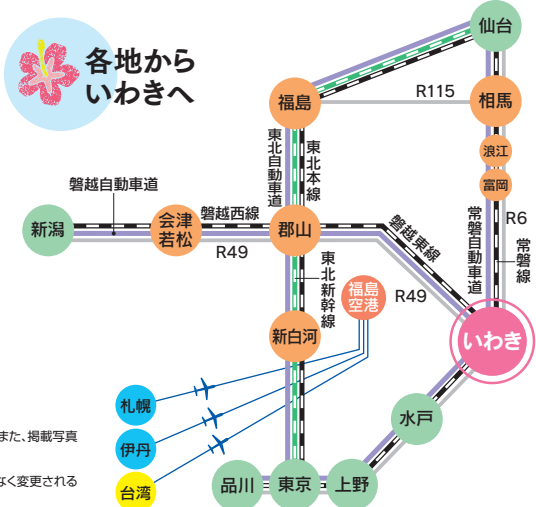 各地から
いわきへ
仙台
福島
R115
相馬
浪江
富岡
東北自動車道
東北本線
磐越自動車道
新潟
会津
若松
磐越西線
R49
郡山
磐越東線
常磐自動車道
R6
常磐線
東北新幹線
福島
空港
R49
新白河
いわき
札幌
伊丹
台湾
水戸
品川
東京
上野
また、掲載写真
なく変更される